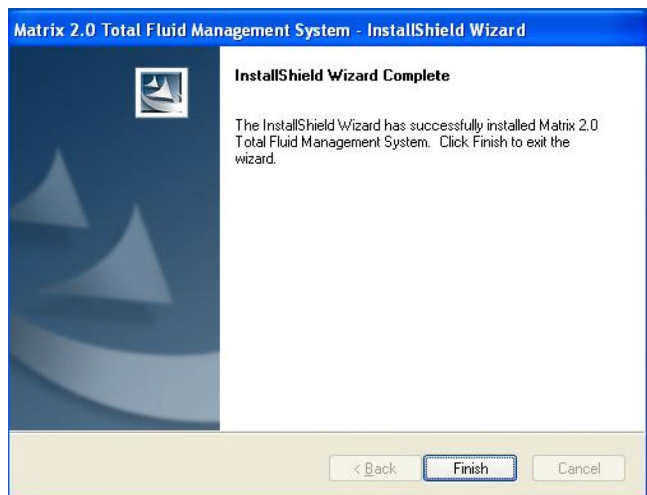 Matrix 2.0 Total Fluid Management System - InstallShield Wizard
InstallShield Wizard Complete
The InstallShield Wizard has successfully installed Matrix 2.0
Total Fluid Management System. Click Finish to exit the
wizard.
< Back
Finish
Cancel